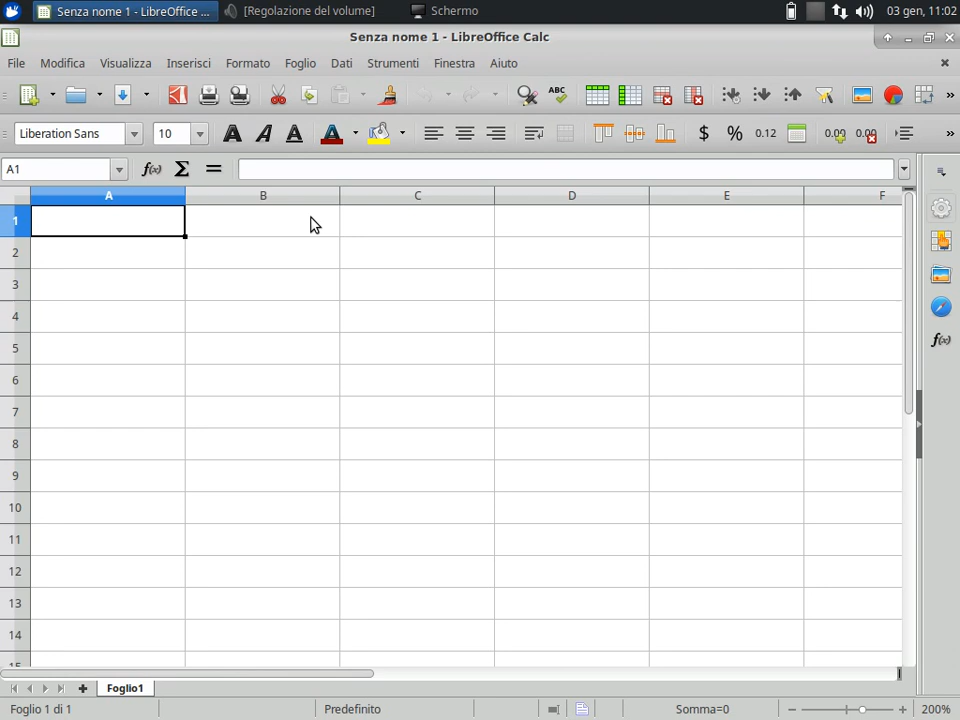 Senza nome 1 - LibreOffice ... [Regolazione del volume] Schermo 03 gen, 11:02
Senza nome 1 - LibreOffice Calc
File Modifica Visualizza Inserisci Formato Foglio Dati Strumenti Finestra Aiuto
ABC
Liberation Sans 10 A A A A $ % 0.12 0.00 0.00
A1 f(x) Σ =
A B C D E F
1
2
3
4
5
6
7
8
9
10
11
12
13
14
15
Foglio1
Foglio 1 di 1 Predefinito Somma=0 200%